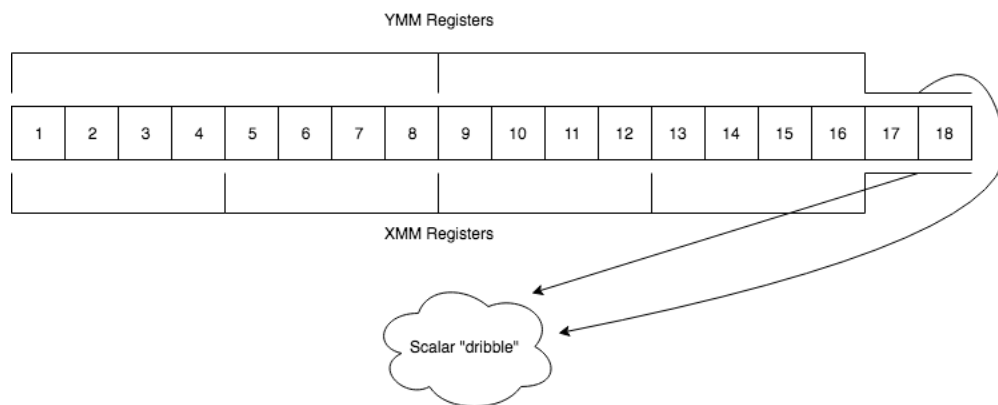 YMM Registers
1 2 3 4 5 6 7 8 9 10 11 12 13 14 15 16 17 18
XMM Registers
Scalar "dribble"